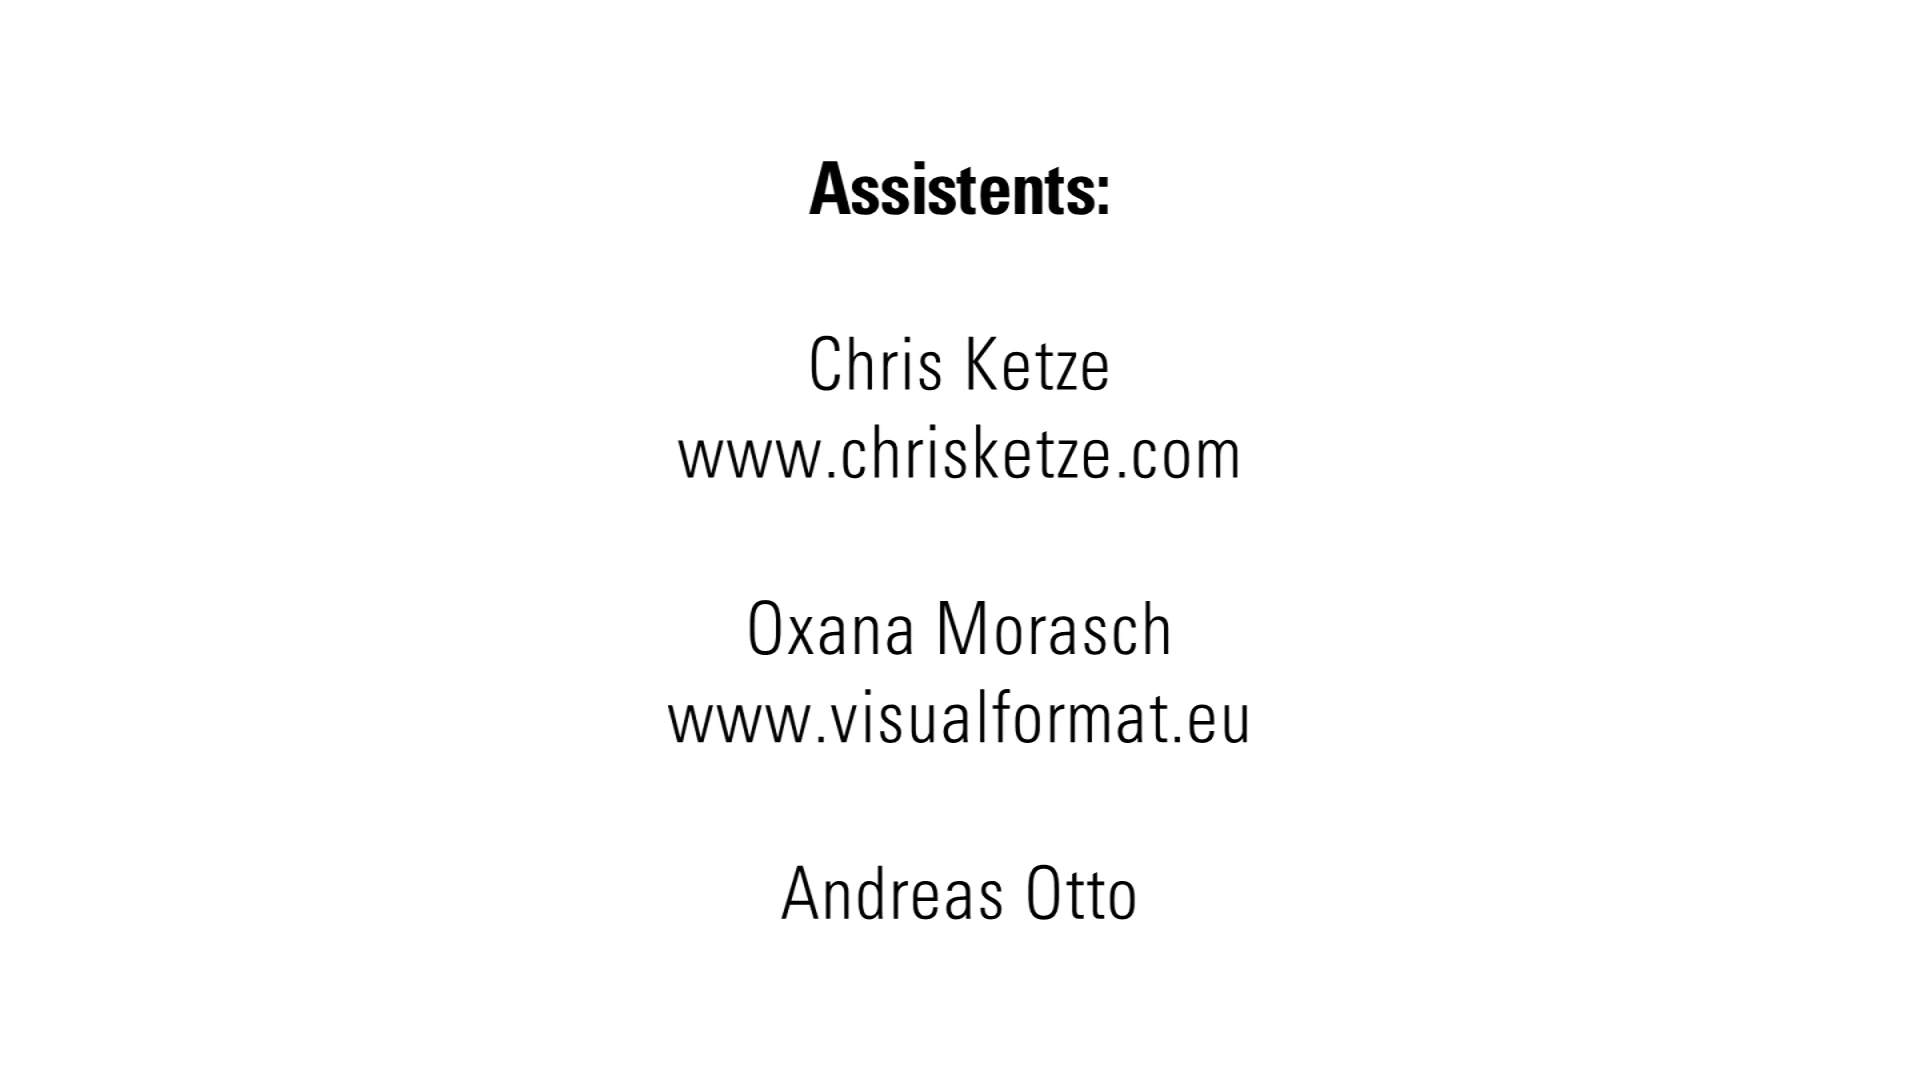 Assistents:
Chris Ketze
www.chrisketze.com
Oxana Morasch
www.visualformat.eu
Andreas Otto